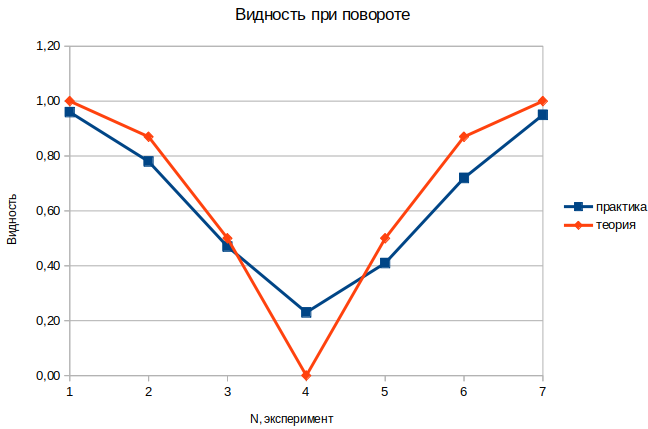 Видность при повороте
1,20
1,00
0,80
0,60
0,40
0,20
0,00
Видность
1 2 3 4 5 6 7
N, эксперимент
практика
теория